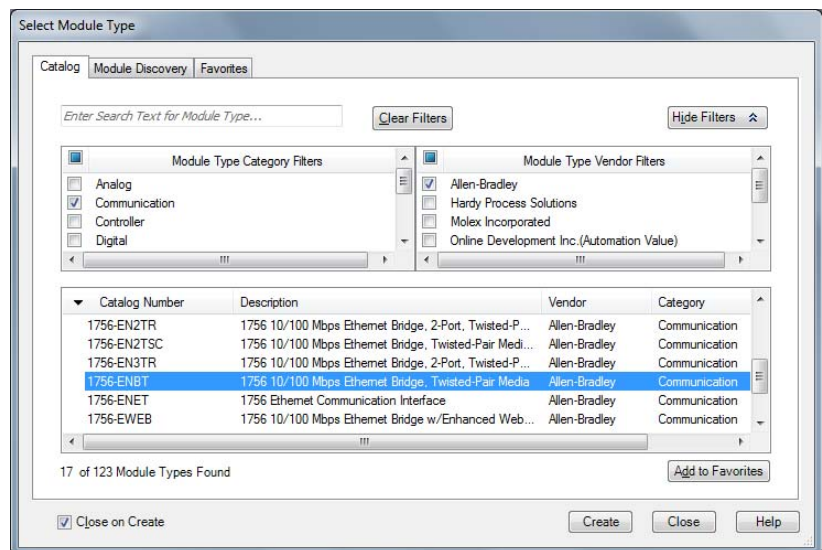 Select Module Type
Catalog Module Discovery Favorites
Enter Search Text for Module Type... Clear Filters Hide Filters
Module Type Category Filters Module Type Vendor Filters
Analog Allen-Bradley
Communication Hardy Process Solutions
Controller Molex Incorporated
Digital Online Development Inc.(Automation Value)
Catalog Number Description Vendor Category
1756-EN2TR 1756 10/100 Mbps Ethernet Bridge, 2-Port, Twisted-P... Allen-Bradley Communication
1756-EN2TSC 1756 10/100 Mbps Ethernet Bridge, Twisted-Pair Medi... Allen-Bradley Communication
1756-EN3TR 1756 10/100 Mbps Ethernet Bridge, 2-Port, Twisted-P... Allen-Bradley Communication
1756-ENBT 1756 10/100 Mbps Ethernet Bridge, Twisted-Pair Media Allen-Bradley Communication
1756-ENET 1756 Ethernet Communication Interface Allen-Bradley Communication
1756-EWEB 1756 10/100 Mbps Ethernet Bridge w/Enhanced Web... Allen-Bradley Communication
17 of 123 Module Types Found Add to Favorites
Close on Create Create Close Help